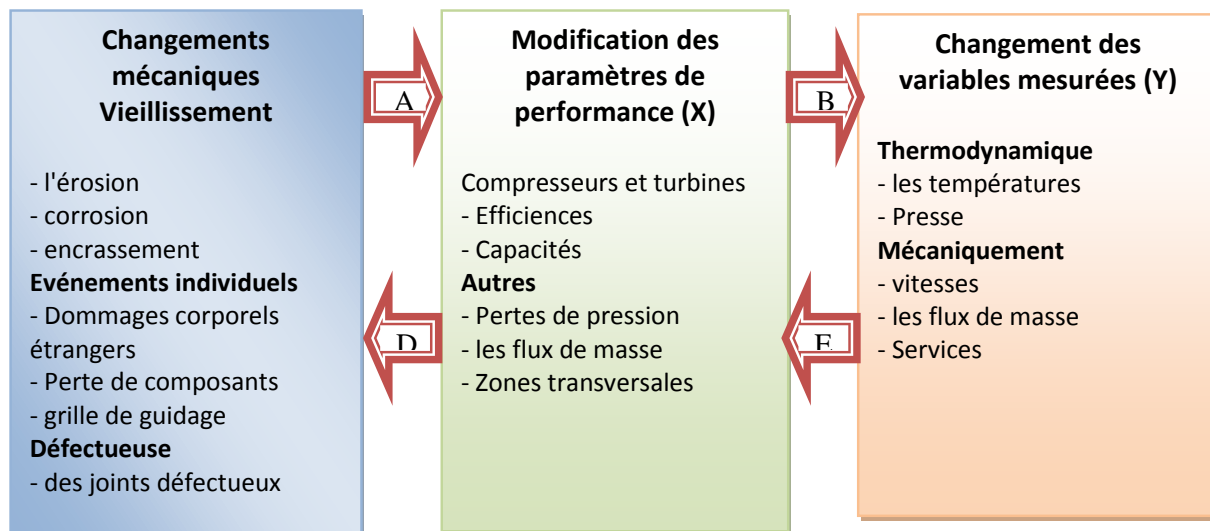 Changements
mécaniques
Vieillissement
- l'érosion
- corrosion
- encrassement
Evénements individuels
- Dommages corporels
étrangers
- Perte de composants
- grille de guidage
Défectueuse
- des joints défectueux
A
D
Modification des
paramètres de
performance (X)
Compresseurs et turbines
- Efficiences
- Capacités
Autres
- Pertes de pression
- les flux de masse
- Zones transversales
B
E
Changement des
variables mesurées (Y)
Thermodynamique
- les températures
- Presse
Mécaniquement
- vitesses
- les flux de masse
- Services